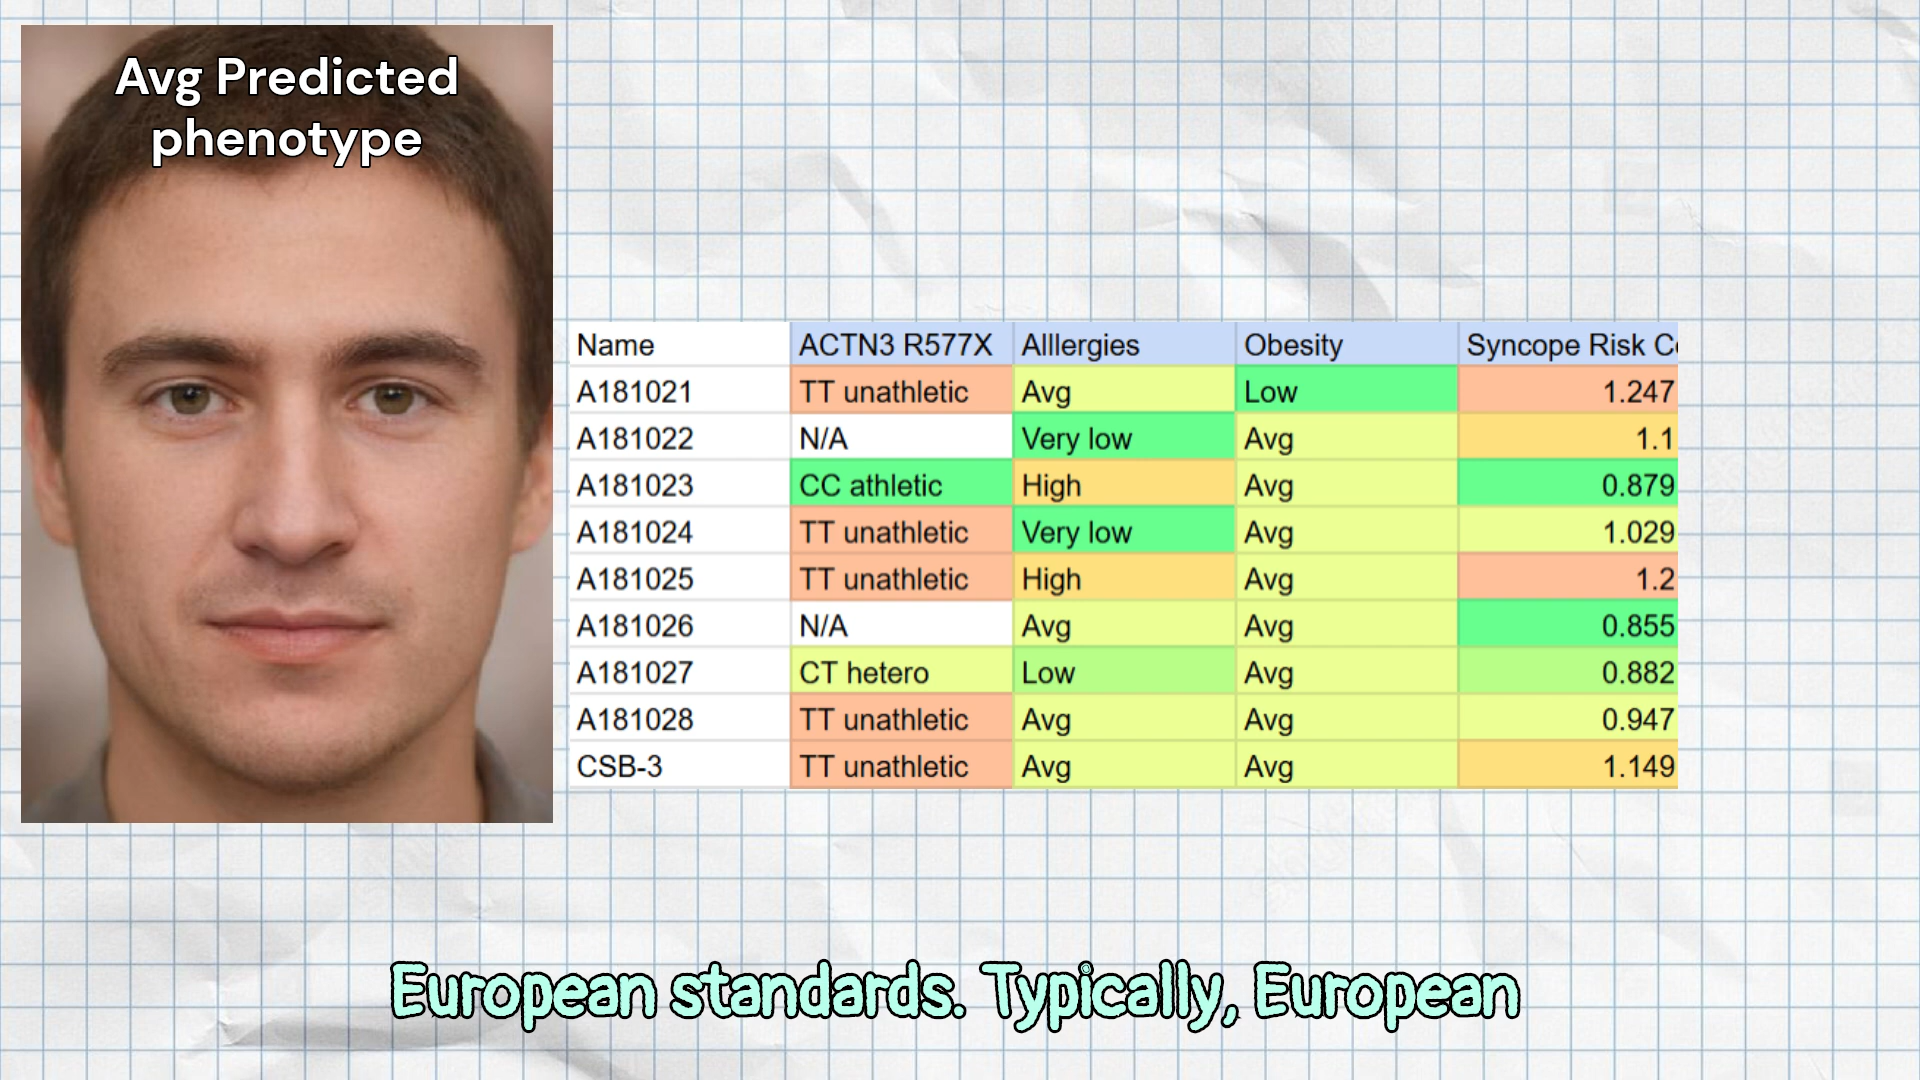 Avg Predicted
phenotype
Name ACTN3 R577X Alllergies Obesity Syncope Risk
A181021 TT unathletic Avg Low 1.247
A181022 N/A Very low Avg 1.1
A181023 CC athletic High Avg 0.879
A181024 TT unathletic Very low Avg 1.029
A181025 TT unathletic High Avg 1.2
A181026 N/A Avg Avg 0.855
A181027 CT hetero Low Avg 0.882
A181028 TT unathletic Avg Avg 0.947
CSB-3 TT unathletic Avg Avg 1.149
European standards. Typically, European